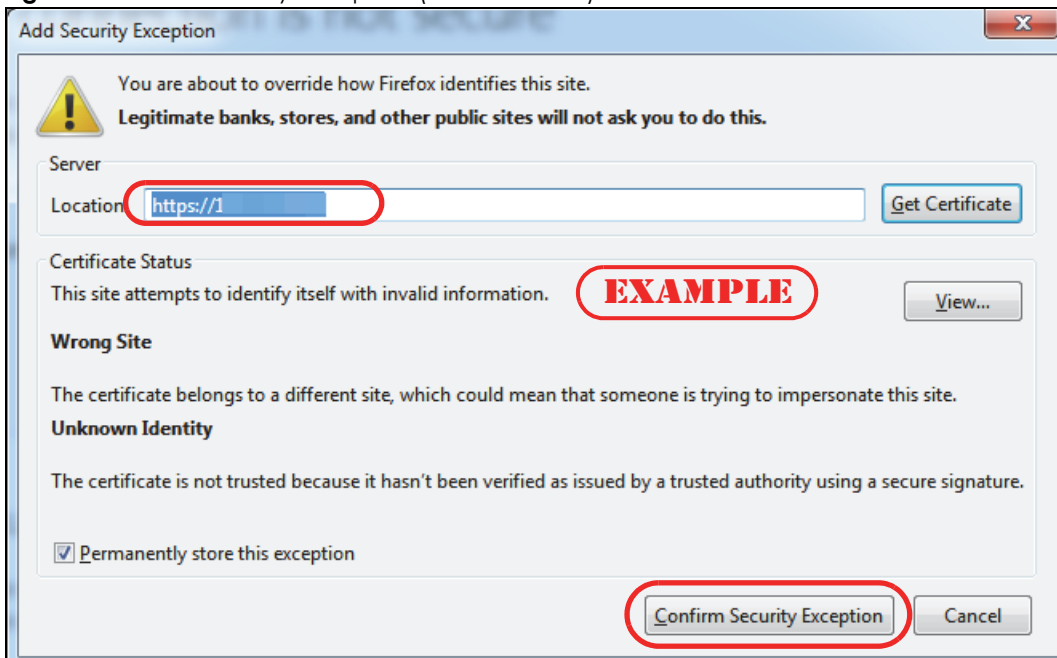 Add Security Exception
You are about to override how Firefox identifies this site.
Legitimate banks, stores, and other public sites will not ask you to do this.
Server
Location https://1
Get Certificate
Certificate Status
This site attempts to identify itself with invalid information.
EXAMPLE
View...
Wrong Site
The certificate belongs to a different site, which could mean that someone is trying to impersonate this site.
Unknown Identity
The certificate is not trusted because it hasn't been verified as issued by a trusted authority using a secure signature.
Permanently store this exception
Confirm Security Exception
Cancel